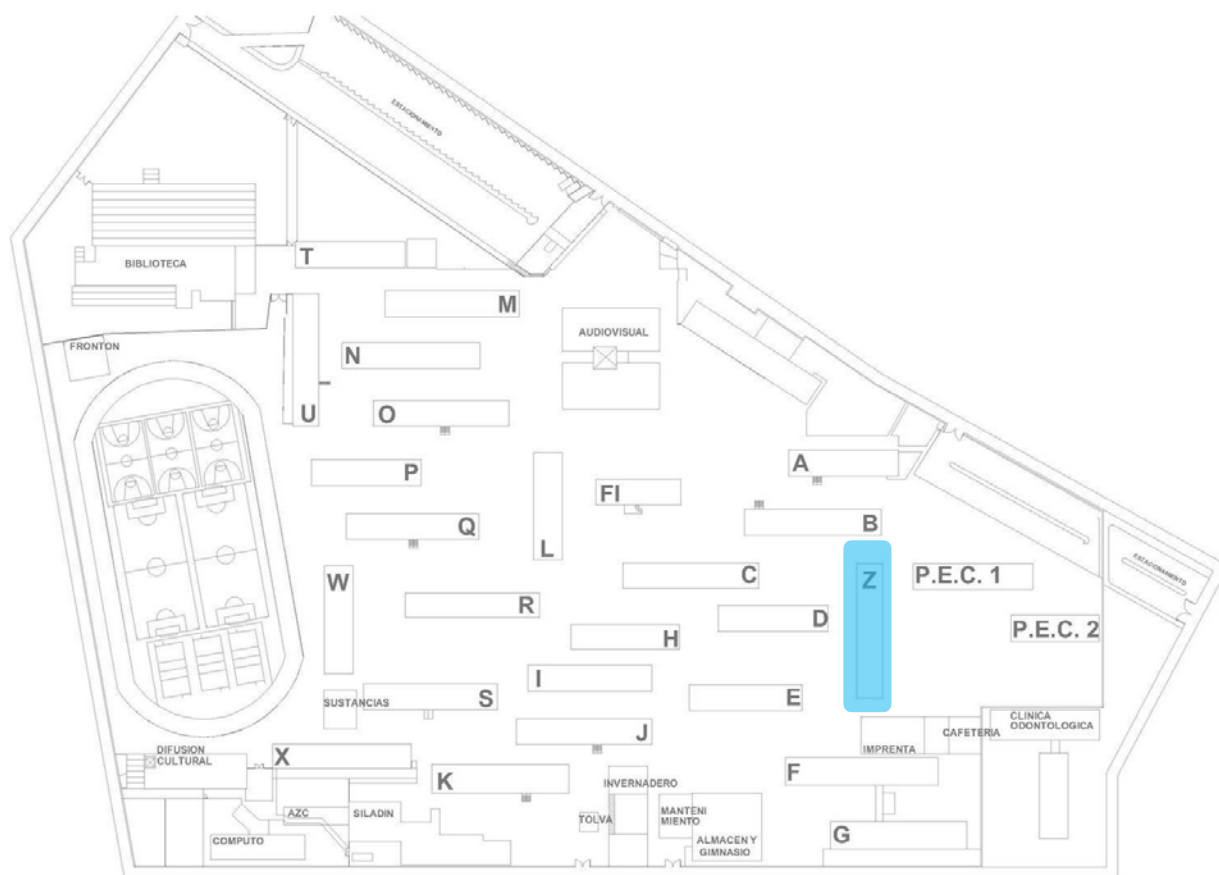 ESTACIONAMIENTO
BIBLIOTECA
T
M
FRONTON
N
AUDIOVISUAL
U
O
P
A
FI
Q
B
L
W
C
Z
P.E.C. 1
ESTACIONAMIENTO
R
D
H
P.E.C. 2
I
SUSTANCIAS
S
E
J
CLINICA
ODONTOLOGICA
CAFETERIA
IMPRENTA
DIFUSION
CULTURAL
X
K
INVERNADERO
F
AZC
SILADIN
TOLVA
MANTENI
MIENTO
COMPUTO
ALMACEN Y
GIMNASIO
G